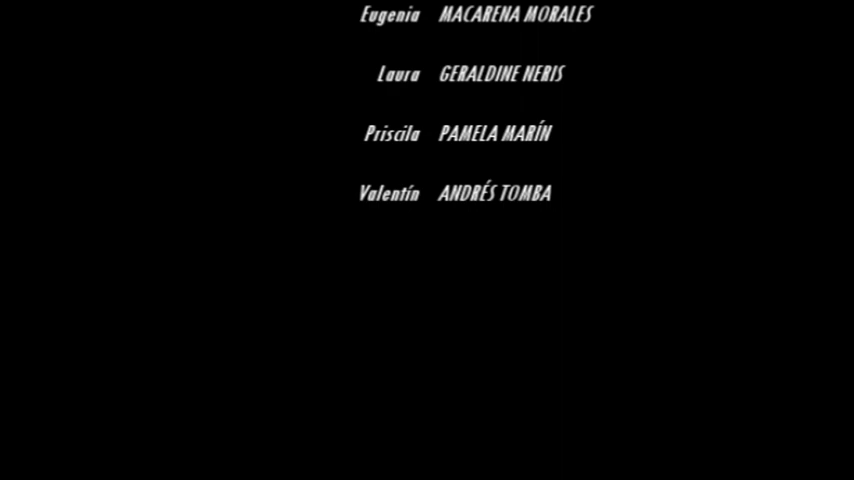 Eugenia MACARENA MORALES
Laura GERALDINE NERIS
Priscila PAMELA MARÍN
Valentín ANDRÉS TOMBA